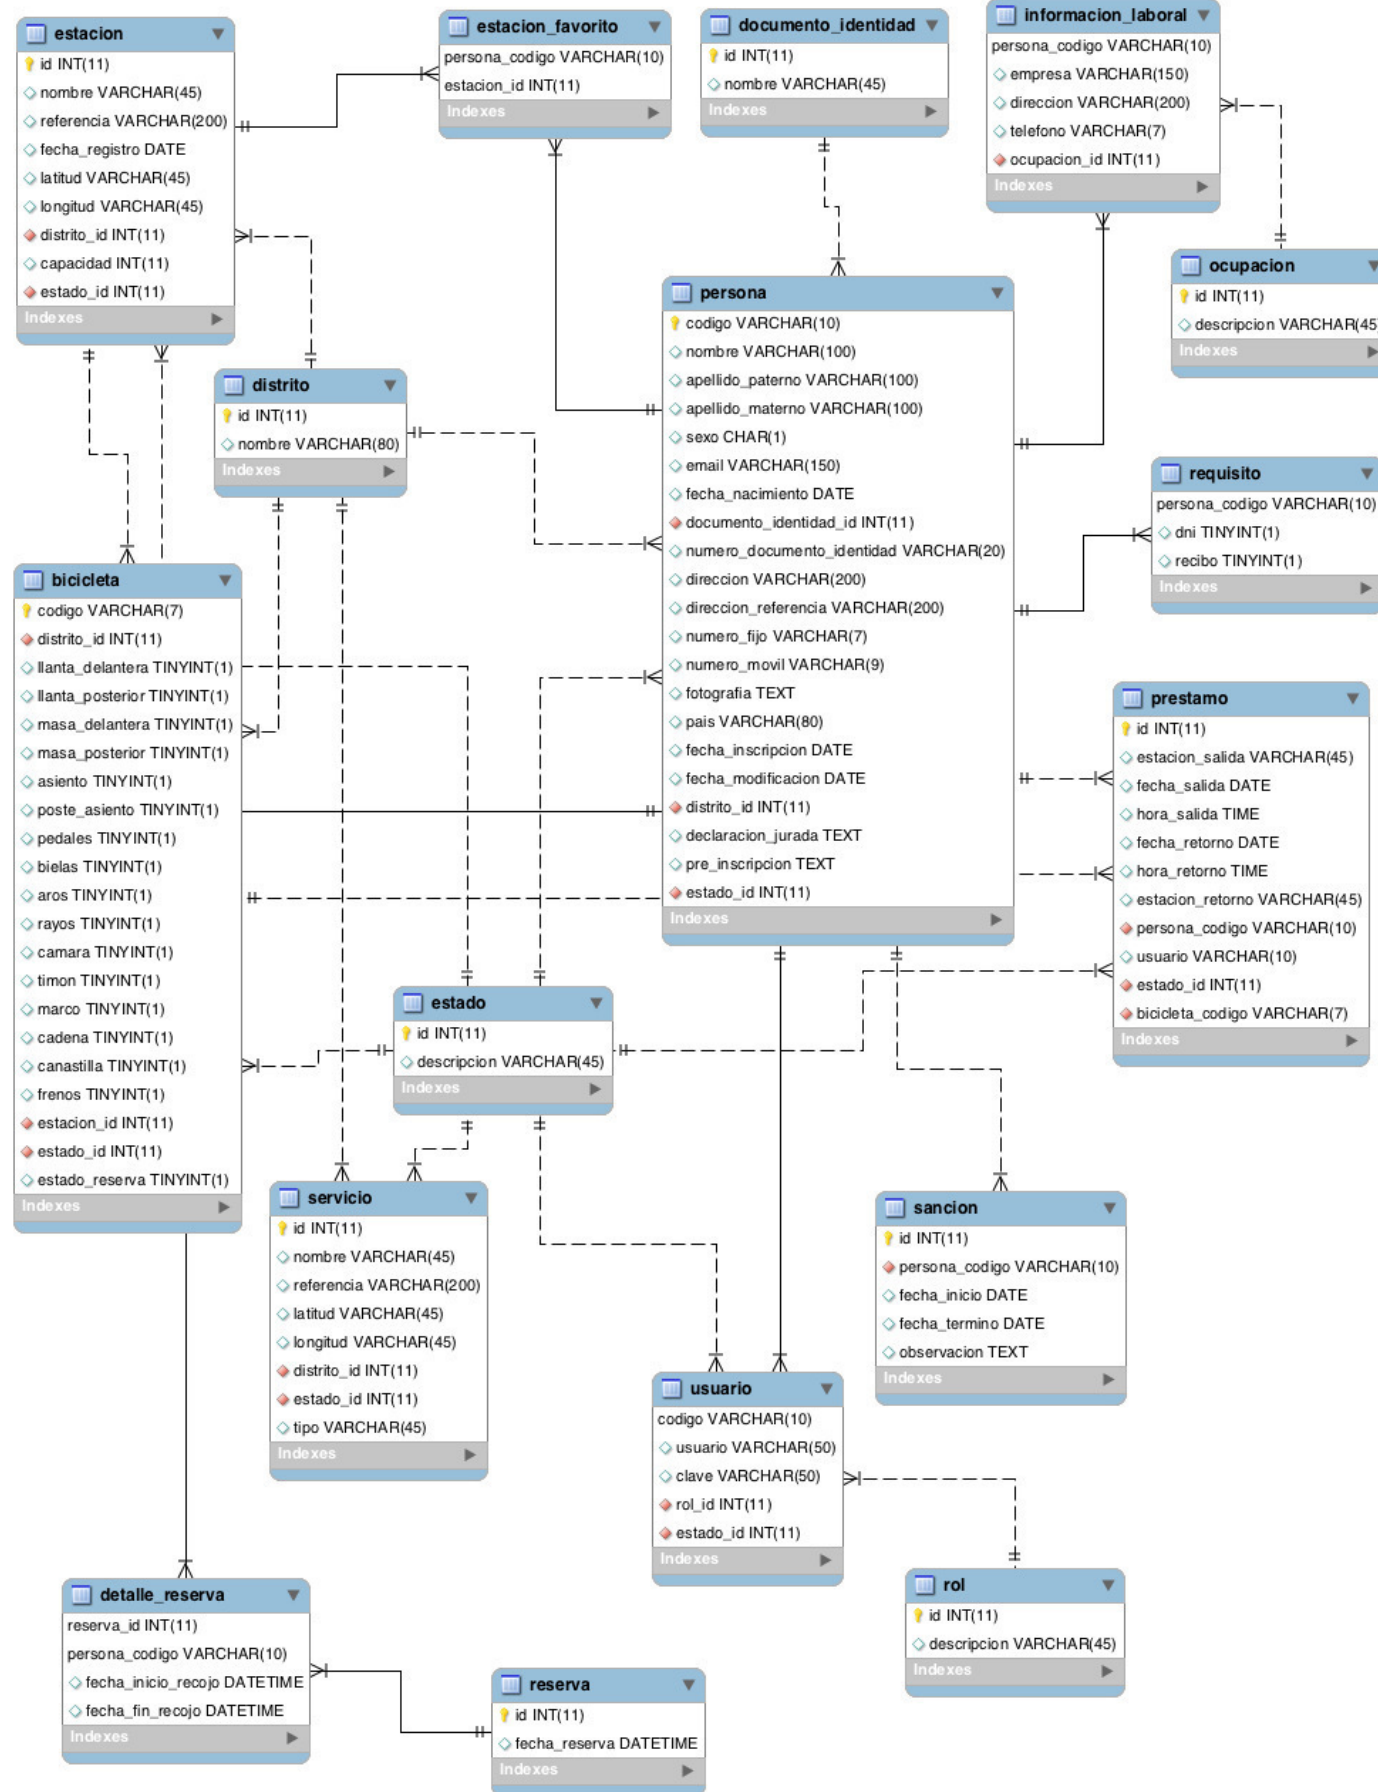 estacion
id INT(11)
nombre VARCHAR(45)
referencia VARCHAR(200)
fecha_registro DATE
latitud VARCHAR(45)
longitud VARCHAR(45)
distrito_id INT(11)
capacidad INT(11)
estado_id INT(11)
Indexes
estacion_favorito
persona_codigo VARCHAR(10)
estacion_id INT(11)
Indexes
documento_identidad
id INT(11)
nombre VARCHAR(45)
Indexes
informacion_laboral
persona_codigo VARCHAR(10)
empresa VARCHAR(150)
direccion VARCHAR(200)
telefono VARCHAR(7)
ocupacion_id INT(11)
Indexes
ocupacion
id INT(11)
descripcion VARCHAR(45)
Indexes
distrito
id INT(11)
nombre VARCHAR(80)
Indexes
persona
codigo VARCHAR(10)
nombre VARCHAR(100)
apellido_paterno VARCHAR(100)
apellido_materno VARCHAR(100)
sexo CHAR(1)
email VARCHAR(150)
fecha_nacimiento DATE
documento_identidad_id INT(11)
numero_documento_identidad VARCHAR(20)
direccion VARCHAR(200)
direccion_referencia VARCHAR(200)
numero_fijo VARCHAR(7)
numero_movil VARCHAR(9)
fotografia TEXT
pais VARCHAR(80)
fecha_inscripcion DATE
fecha_modificacion DATE
distrito_id INT(11)
declaracion_jurada TEXT
pre_inscripcion TEXT
estado_id INT(11)
Indexes
requisito
persona_codigo VARCHAR(10)
dni TINYINT(1)
recibo TINYINT(1)
Indexes
bicicleta
codigo VARCHAR(7)
distrito_id INT(11)
llanta_delantera TINYINT(1)
llanta_posterior TINYINT(1)
masa_delantera TINYINT(1)
masa_posterior TINYINT(1)
asiento TINYINT(1)
poste_asiento TINYINT(1)
pedales TINYINT(1)
bielas TINYINT(1)
aros TINYINT(1)
rayos TINYINT(1)
camara TINYINT(1)
timon TINYINT(1)
marco TINYINT(1)
cadena TINYINT(1)
canastilla TINYINT(1)
frenos TINYINT(1)
estacion_id INT(11)
estado_id INT(11)
estado_reserva TINYINT(1)
Indexes
prestamo
id INT(11)
estacion_salida VARCHAR(45)
fecha_salida DATE
hora_salida TIME
fecha_retorno DATE
hora_retorno TIME
estacion_retorno VARCHAR(45)
persona_codigo VARCHAR(10)
usuario VARCHAR(10)
estado_id INT(11)
bicicleta_codigo VARCHAR(7)
Indexes
estado
id INT(11)
descripcion VARCHAR(45)
Indexes
servicio
id INT(11)
nombre VARCHAR(45)
referencia VARCHAR(200)
latitud VARCHAR(45)
longitud VARCHAR(45)
distrito_id INT(11)
estado_id INT(11)
tipo VARCHAR(45)
Indexes
sancion
id INT(11)
persona_codigo VARCHAR(10)
fecha_inicio DATE
fecha_termino DATE
observacion TEXT
Indexes
usuario
codigo VARCHAR(10)
usuario VARCHAR(50)
clave VARCHAR(50)
rol_id INT(11)
estado_id INT(11)
Indexes
rol
id INT(11)
descripcion VARCHAR(45)
Indexes
detalle_reserva
reserva_id INT(11)
persona_codigo VARCHAR(10)
fecha_inicio_recojo DATETIME
fecha_fin_recojo DATETIME
Indexes
reserva
id INT(11)
fecha_reserva DATETIME
Indexes